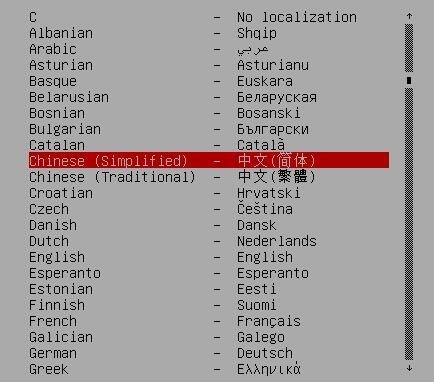 C - No localization
Albanian - Shqip
Arabic - عربي
Asturian - Asturianu
Basque - Euskara
Belarusian - Беларуская
Bosnian - Bosanski
Bulgarian - Български
Catalan - Català
Chinese (Simplified) - 中文(简体)
Chinese (Traditional) - 中文(繁體)
Croatian - Hrvatski
Czech - Čeština
Danish - Dansk
Dutch - Nederlands
English - English
Esperanto - Esperanto
Estonian - Eesti
Finnish - Suomi
French - Français
Galician - Galego
German - Deutsch
Greek - Ελληνικά